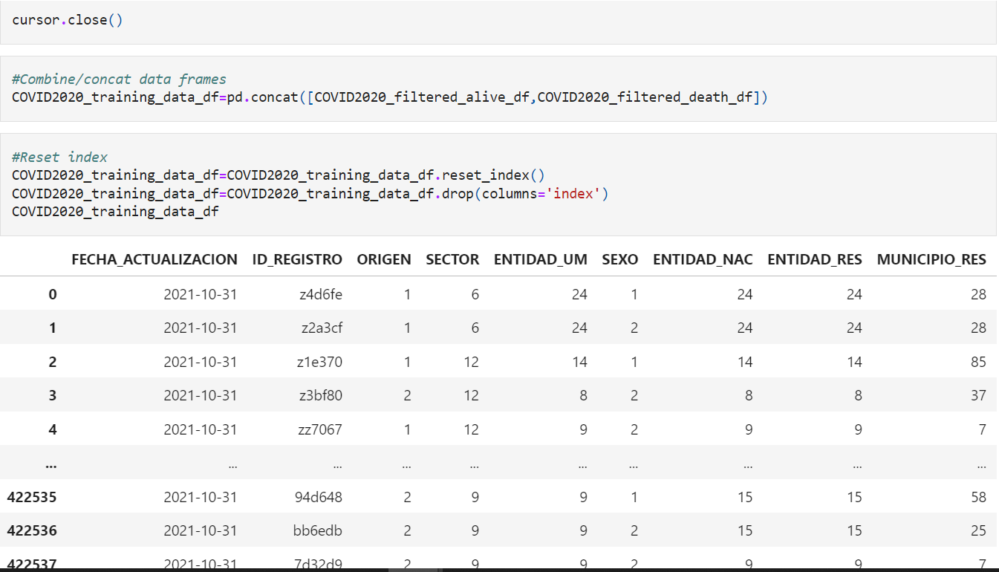 cursor.close()
#Combine/concat data frames
COVID2020_training_data_df=pd.concat([COVID2020_filtered_alive_df,COVID2020_filtered_death_df])
#Reset index
COVID2020_training_data_df=COVID2020_training_data_df.reset_index()
COVID2020_training_data_df=COVID2020_training_data_df.drop(columns='index')
COVID2020_training_data_df
FECHA_ACTUALIZACION ID_REGISTRO ORIGEN SECTOR ENTIDAD_UM SEXO ENTIDAD_NAC ENTIDAD_RES MUNICIPIO_RES
0 2021-10-31 z4d6fe 1 6 24 1 24 24 28
1 2021-10-31 z2a3cf 1 6 24 2 24 24 28
2 2021-10-31 z1e370 1 12 14 1 14 14 85
3 2021-10-31 z3bf80 2 12 8 2 8 8 37
4 2021-10-31 zz7067 1 12 9 2 9 9 7
... ... ... ... ... ... ... ... ... ...
422535 2021-10-31 94d648 2 9 9 1 15 15 58
422536 2021-10-31 bb6edb 2 9 9 2 15 15 25
422537 2021-10-31 7d32d9 2 9 9 2 9 9 7